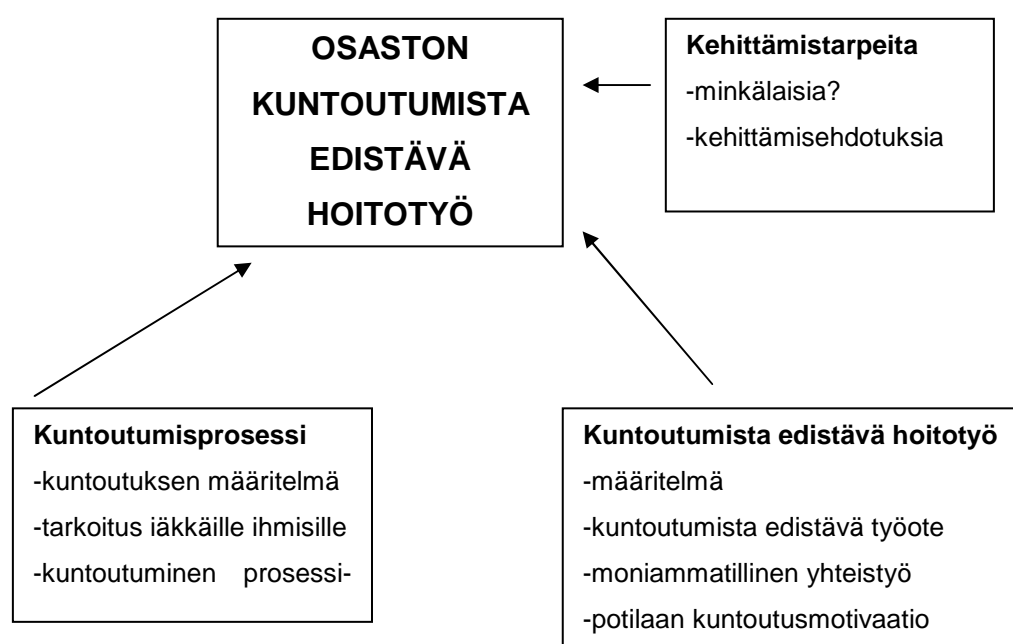 OSASTON
KUNTOUTUMISTA
EDISTÄVÄ
HOITOTYÖ
Kehittämistarpeita
-minkälaisia?
-kehittämisehdotuksia
Kuntoutumisprosessi
-kuntoutuksen määritelmä
-tarkoitus iäkkäille ihmisille
-kuntoutuminen prosessi-
Kuntoutumista edistävä hoitotyö
-määritelmä
-kuntoutumista edistävä työote
-moniammatillinen yhteistyö
-potilaan kuntoutusmotivaatio